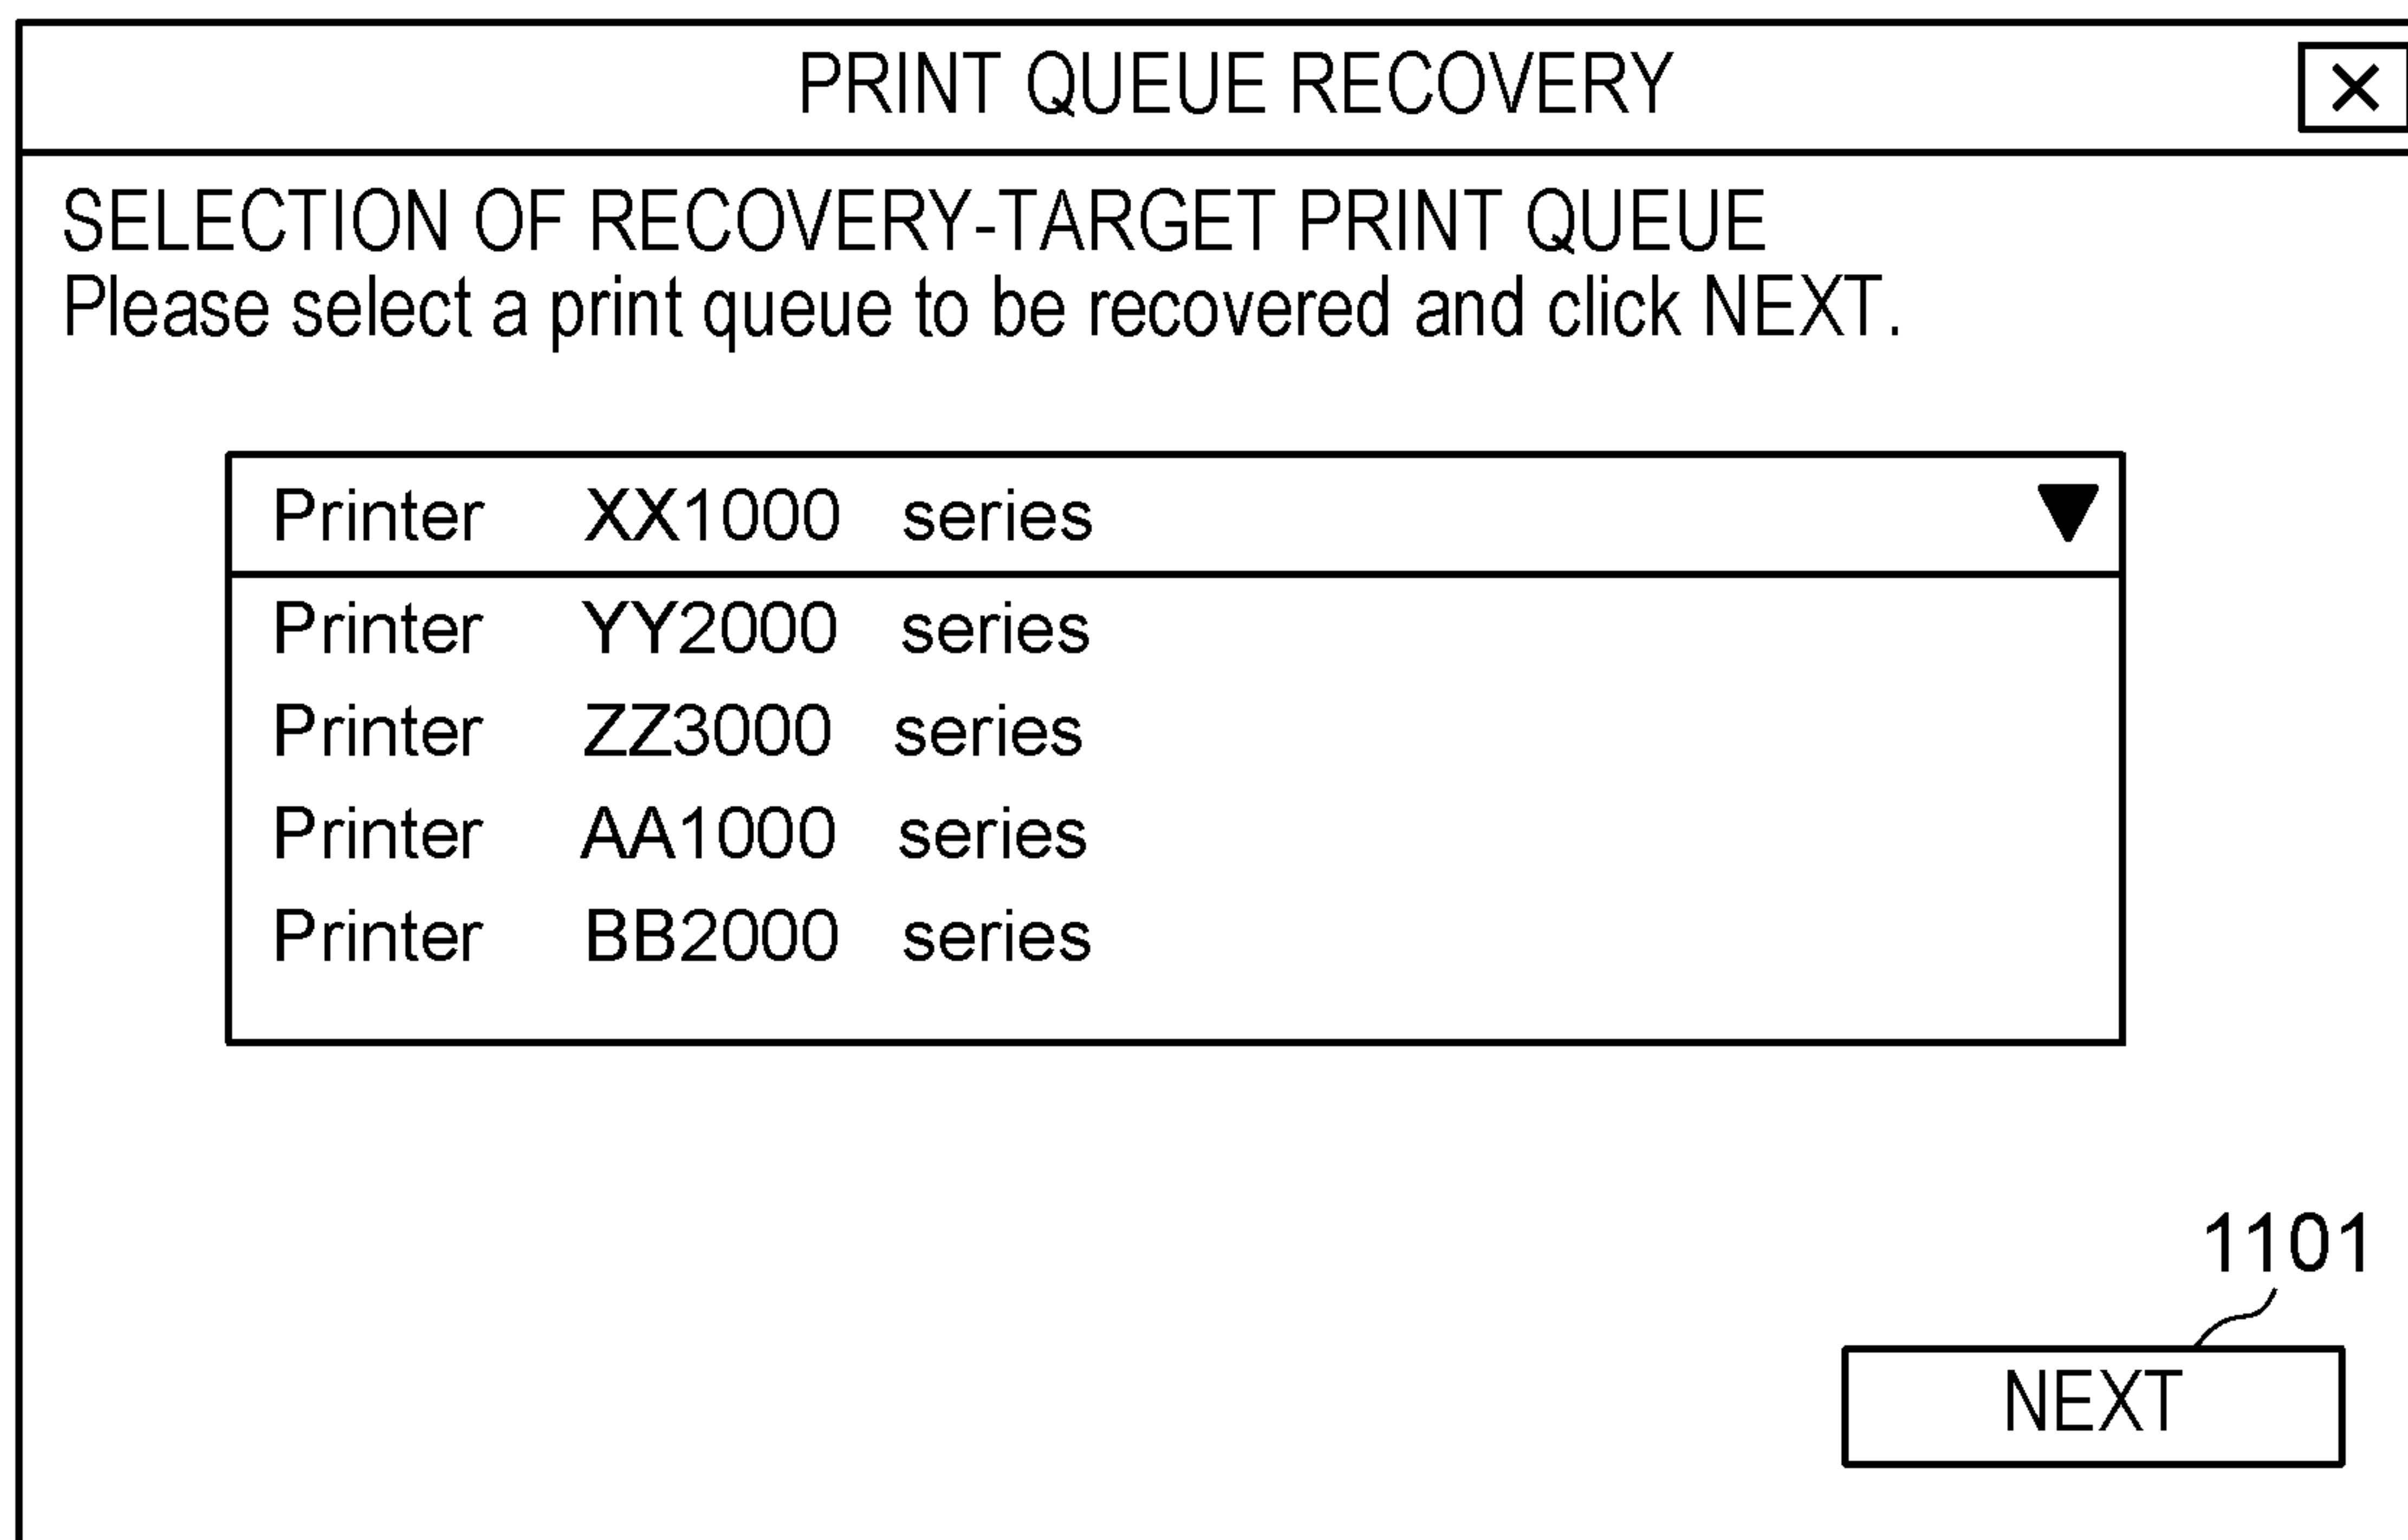 PRINT QUEUE RECOVERY
SELECTION OF RECOVERY-TARGET PRINT QUEUE
Please select a print queue to be recovered and click NEXT.
Printer XX1000 series
Printer YY2000 series
Printer ZZ3000 series
Printer AA1000 series
Printer BB2000 series
1101
NEXT